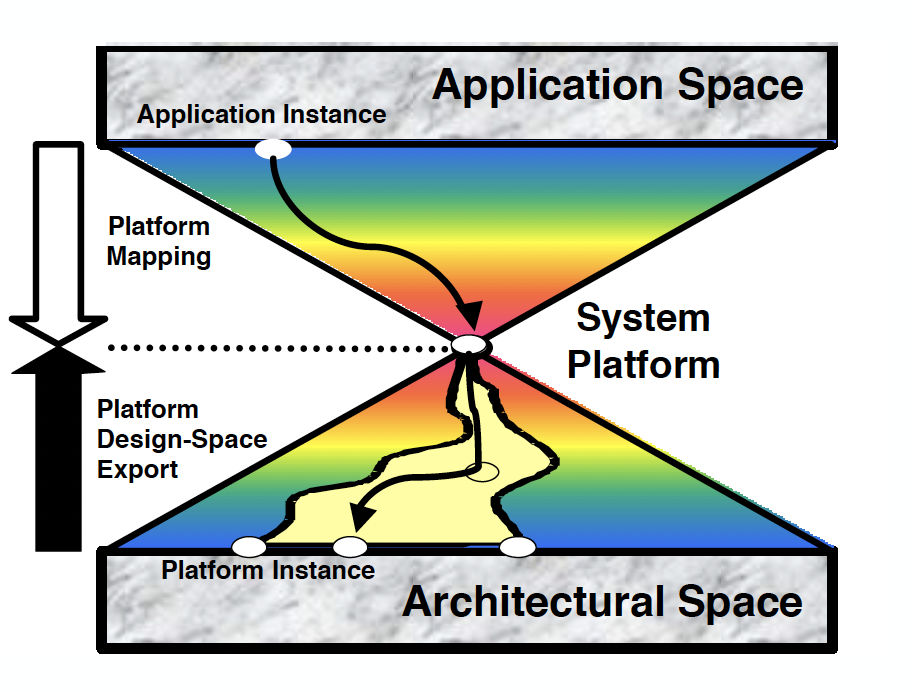 Application Space
Application Instance
Platform
Mapping
System
Platform
Platform
Design-Space
Export
Platform Instance
Architectural Space